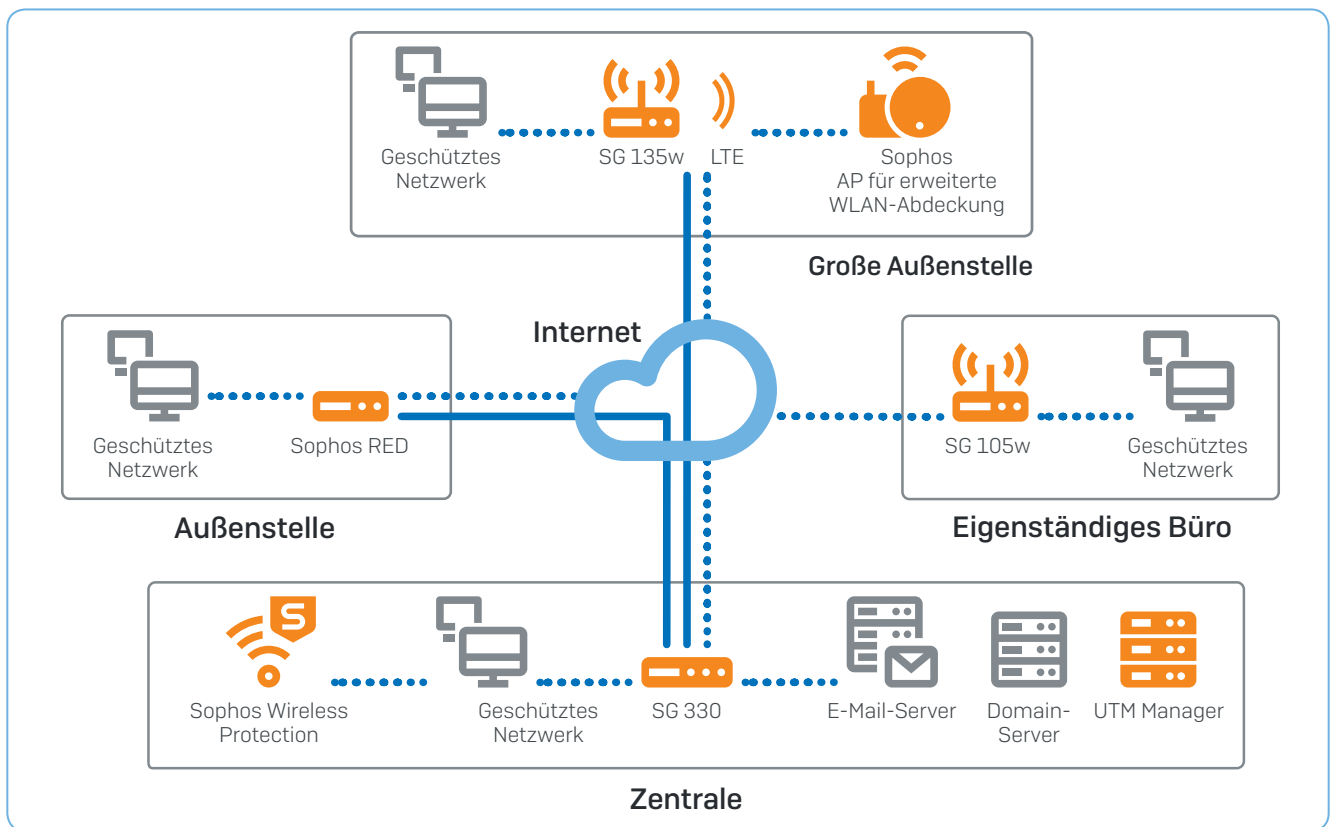 Geschütztes
Netzwerk
SG 135w
LTE
Sophos
AP für erweiterte
WLAN-Abdeckung
Große Außenstelle
Internet
Geschütztes
Netzwerk
Sophos RED
Außenstelle
SG 105w
Geschütztes
Netzwerk
Eigenständiges Büro
S
Sophos Wireless
Protection
Geschütztes
Netzwerk
SG 330
E-Mail-Server
Domain-
Server
UTM Manager
Zentrale